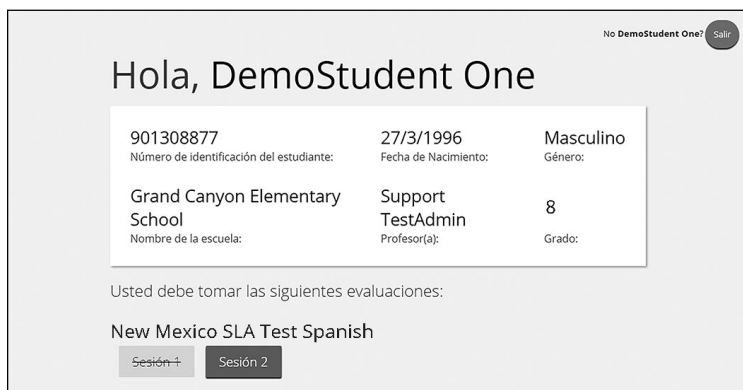 No DemoStudent One? Salir
Hola, DemoStudent One
901308877 27/3/1996 Masculino
Número de identificación del estudiante: Fecha de Nacimiento: Género:
Grand Canyon Elementary
School
Support
TestAdmin
8
Nombre de la escuela: Profesor(a): Grado:
Usted debe tomar las siguientes evaluaciones:
New Mexico SLA Test Spanish
Sesión 1 Sesión 2